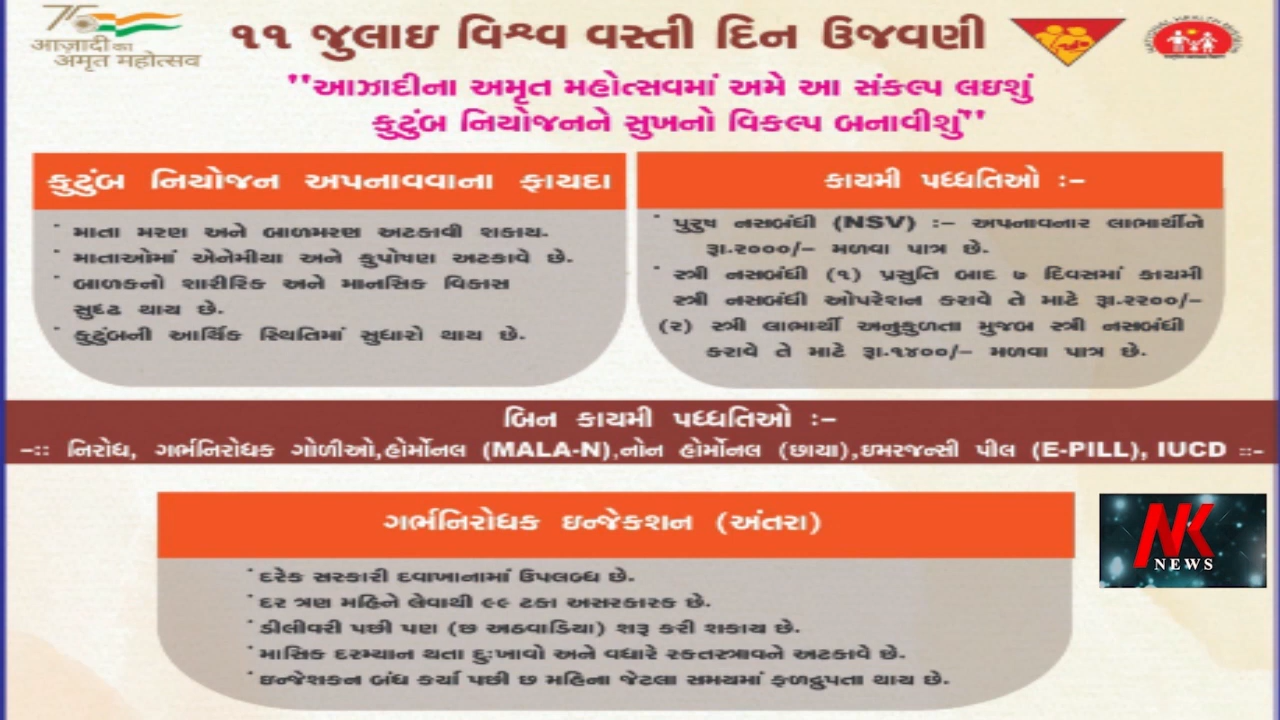 आज़ादी का
अमृत महोत्सव
૧૧ જુલાઇ વિશ્વ વસ્તી દિન ઉજવણી
''આઝાદીના અમૃત મહોત્સવમાં અમે આ સંકલ્પ લઇશું
કુટુંબ નિયોજનને સુખનો વિકલ્પ બનાવીશું''
કુટુંબ નિયોજન અપનાવવાના ફાયદા
માતા મરણ અને બાળમરણ અટકાવી શકાય.
માતાઓમાં એનેમીયા અને કુપોષણ અટકાવે છે.
બાળકનો શારીરિક અને માનસિક વિકાસ
સુદ્રઢ થાય છે.
કુટુંબની આર્થિક સ્થિતિમાં સુધારો થાય છે.
કાયમી પધ્ધતિઓ :-
પુરુષ નસબંધી (NSV) :- અપનાવનાર લાભાર્થીને
રૂા.૨૦૦૦/- મળવા પાત્ર છે.
સ્ત્રી નસબંધી (૧) પ્રસુતિ બાદ ૭ દિવસમાં કાયમી
સ્ત્રી નસબંધી ઓપરેશન કરાવે તે માટે રૂા.૨૨૦૦/-
(૨) સ્ત્રી લાભાર્થી અનુકુળતા મુજબ સ્ત્રી નસબંધી
કરાવે તે માટે રૂા.૧૪૦૦/- મળવા પાત્ર છે.
બિન કાયમી પધ્ધતિઓ :-
-:: નિરોધ, ગર્ભનિરોધક ગોળીઓ,હોર્મોનલ (MALA-N),નોન હોર્મોનલ (છાયા),ઇમરજન્સી પીલ (E-PILL), IUCD ::-
ગર્ભનિરોધક ઇન્જેકશન (અંતરા)
દરેક સરકારી દવાખાનામાં ઉપલબ્ધ છે.
દર ત્રણ મહિને લેવાથી ૯૯ ટકા અસરકારક છે.
ડીલીવરી પછી પણ (છ અઠવાડિયા) શરૂ કરી શકાય છે.
માસિક દરમ્યાન થતા દુઃખાવો અને વધારે રક્તસ્ત્રાવને અટકાવે છે.
ઇન્જેશકન બંધ કર્યા પછી છ મહિના જેટલા સમયમાં ફળદ્રુપતા થાય છે.
NK
NEWS